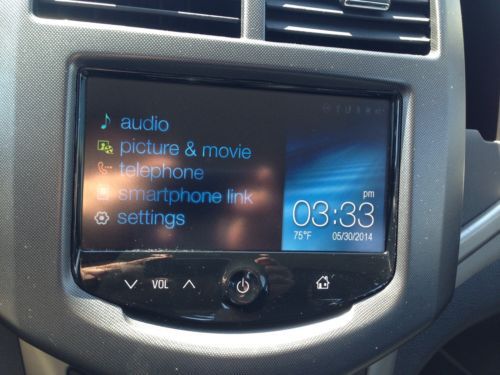 audio
picture & movie
telephone
smartphone link
settings
pm
03:33
75°F 05/30/2014
VOL